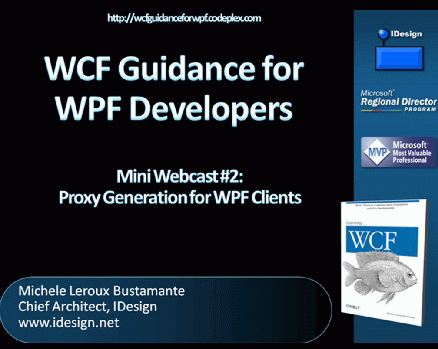 http://wcfguidanceforwpf.codeplex.com
IDesign
WCF Guidance for
WPF Developers
Microsoft®
Regional Director
PROGRAM
Microsoft®
MVP
Most Valuable
Professional
Mini Webcast #2:
Proxy Generation for WPF Clients
Learning
WCF
O'REILLY
Michele Leroux Bustamante
Chief Architect, IDesign
www.idesign.net